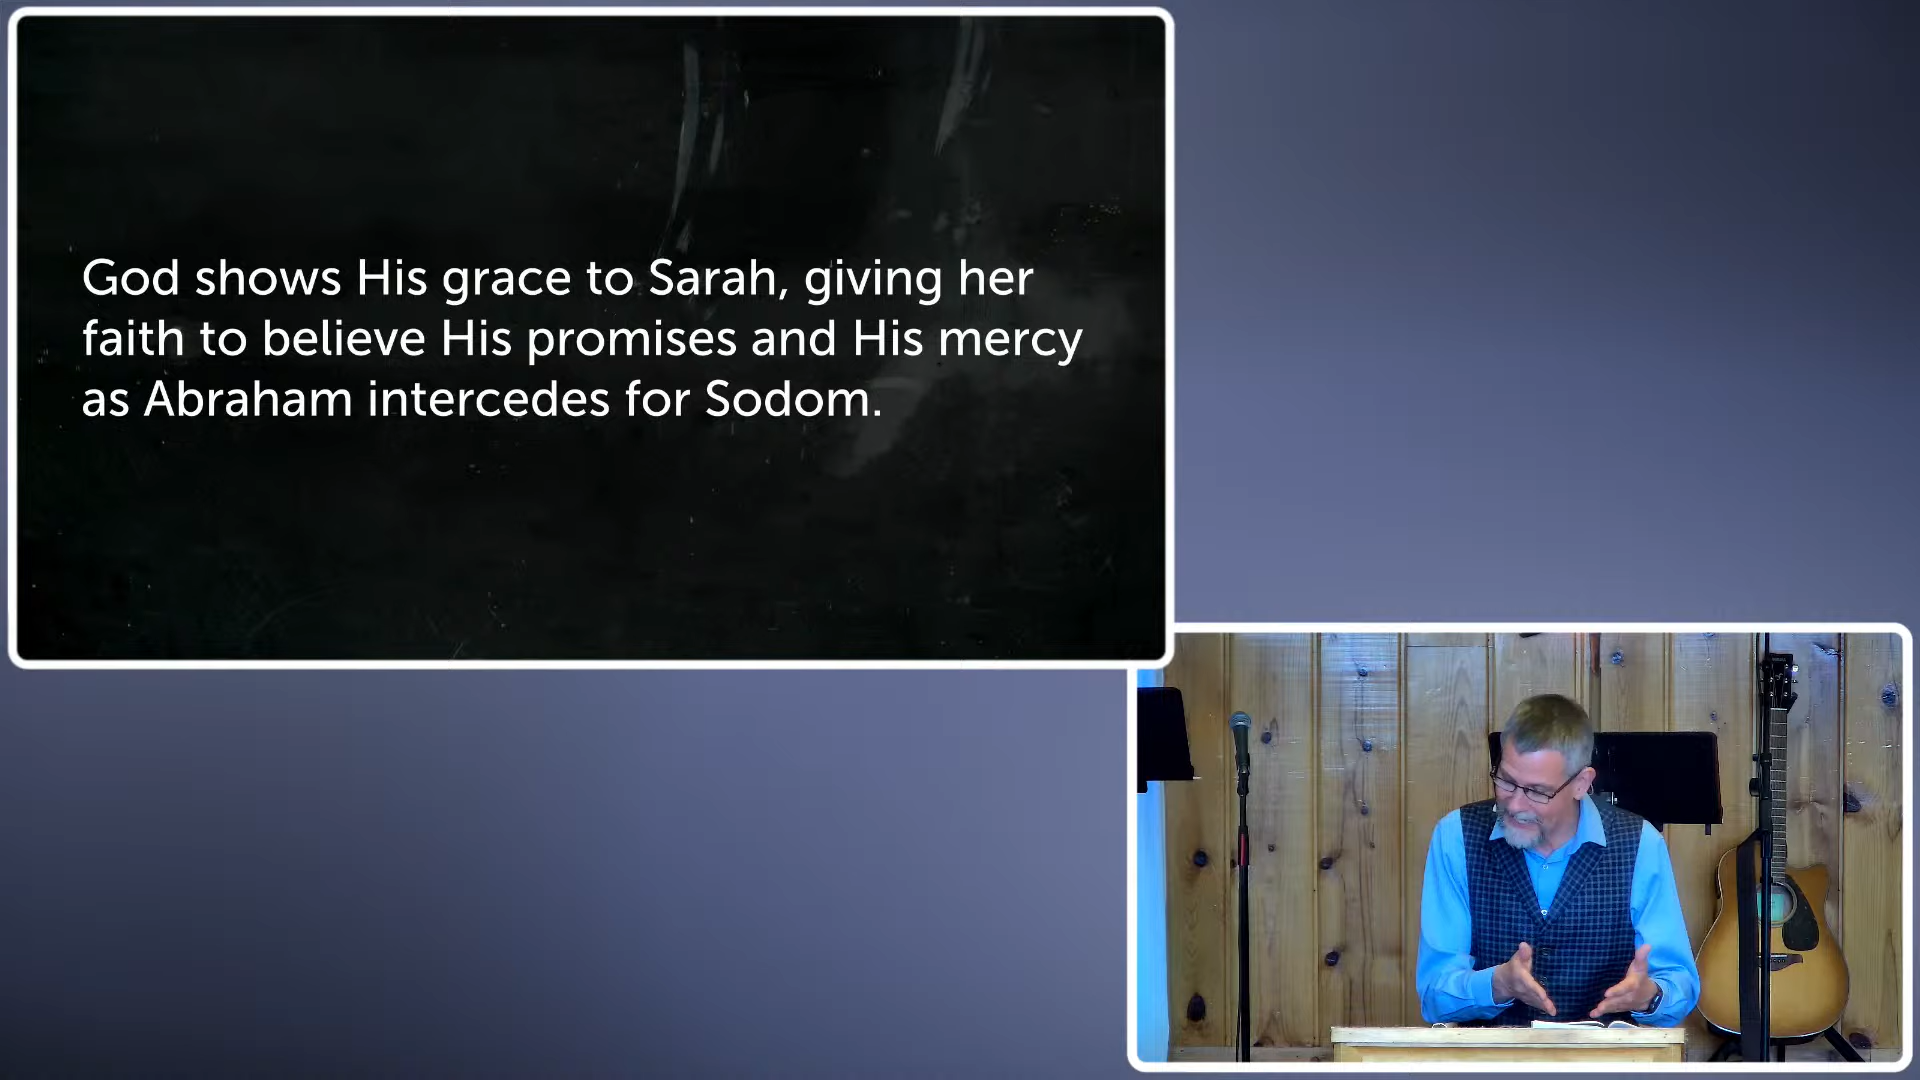 God shows His grace to Sarah, giving her
faith to believe His promises and His mercy
as Abraham intercedes for Sodom.